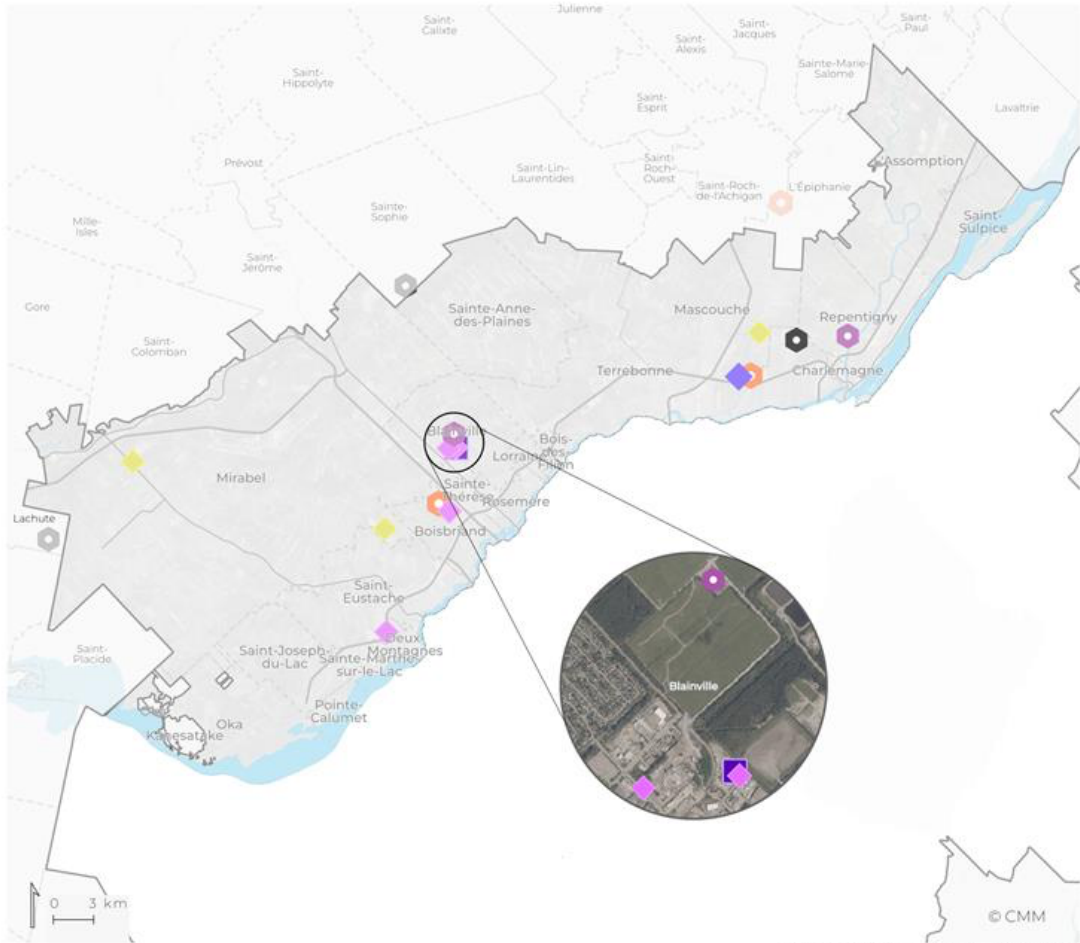 Julienne
Saint-
Calixte
Saint-
Jacques
Saint-
Paul
Saint-
Alexis
Sainte-Marie-
Salomé
Saint-
Hippolyte
Saint-
Esprit
Lavaltrie
Prévost
Saint-Lin-
Laurentides
Saint-
Roch-
Ouest
Saint-Roch-
de-l'Achigan
L'Épiphanie
L'Assomption
Sainte-
Sophie
Mille-
Isles
Saint-
Sulpice
Saint-
Jérôme
Gore
Sainte-Anne-
des-Plaines
Mascouche
Repentigny
Saint-
Colomban
Terrebonne
Charlemagne
Blainville
Lorraine
Bois-
des-
Filion
Mirabel
Sainte-
Thérèse
Rosemère
Lachute
Boisbriand
Saint-
Eustache
Deux
Montagnes
Saint-
Placide
Saint-Joseph-
du-Lac
Sainte-Marthe-
sur-le-Lac
Blainville
Pointe-
Calumet
Oka
Kanesatake
0 3 km
© CMM